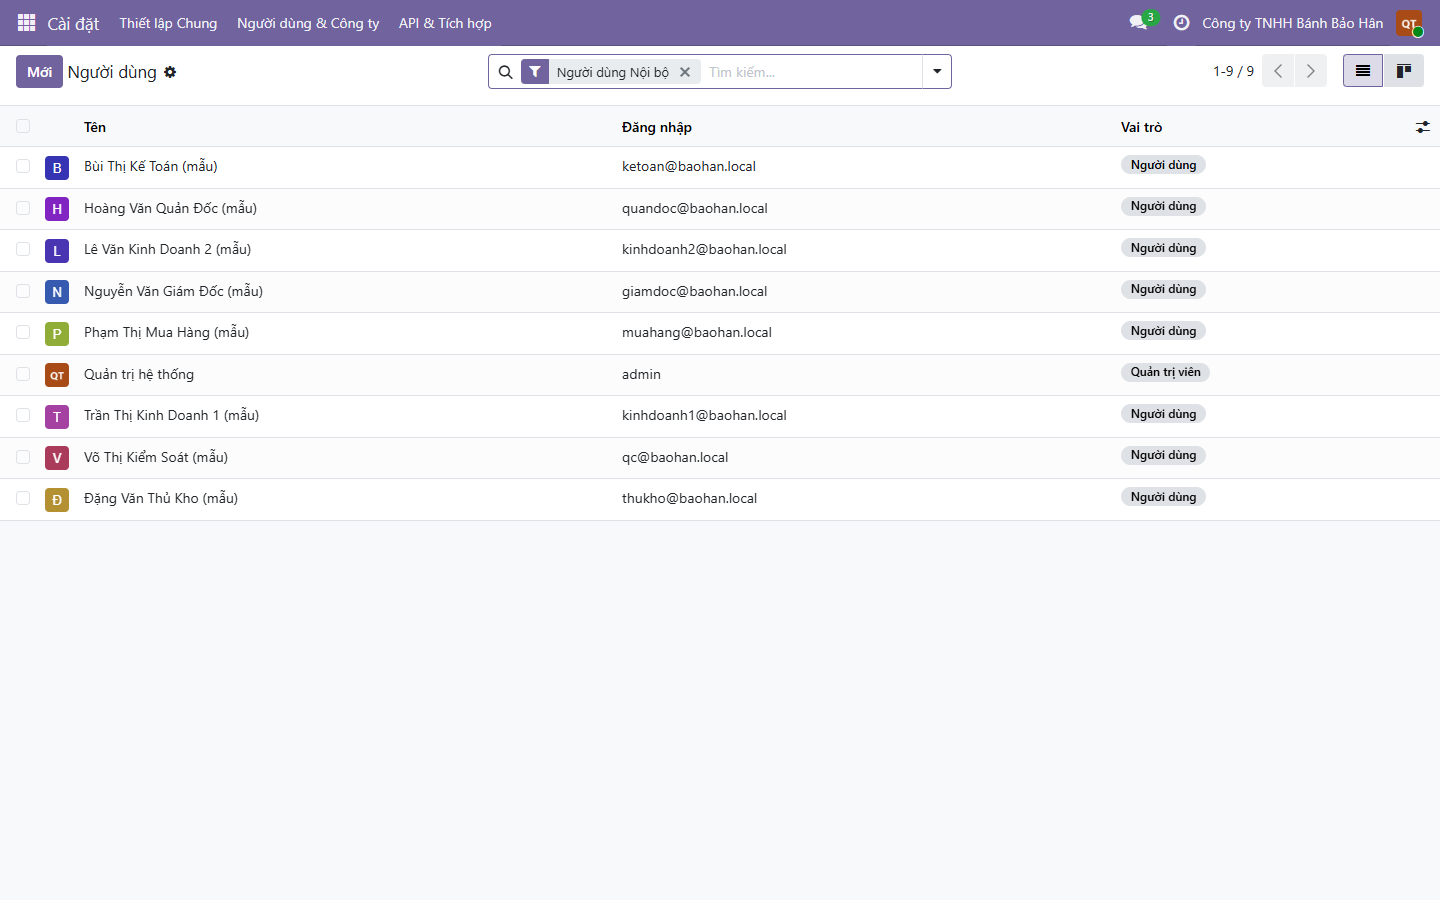 Cài đặt Thiết lập Chung Người dùng & Công ty API & Tích hợp 3 Công ty TNHH Bánh Bảo Hân QT
Mới Người dùng Người dùng Nội bộ Tìm kiếm... 1-9 / 9
Tên Đăng nhập Vai trò
B Bùi Thị Kế Toán (mẫu) ketoan@baohan.local Người dùng
H Hoàng Văn Quản Đốc (mẫu) quandoc@baohan.local Người dùng
L Lê Văn Kinh Doanh 2 (mẫu) kinhdoanh2@baohan.local Người dùng
N Nguyễn Văn Giám Đốc (mẫu) giamdoc@baohan.local Người dùng
P Phạm Thị Mua Hàng (mẫu) muahang@baohan.local Người dùng
QT Quản trị hệ thống admin Quản trị viên
T Trần Thị Kinh Doanh 1 (mẫu) kinhdoanh1@baohan.local Người dùng
V Võ Thị Kiểm Soát (mẫu) qc@baohan.local Người dùng
Đ Đặng Văn Thủ Kho (mẫu) thukho@baohan.local Người dùng